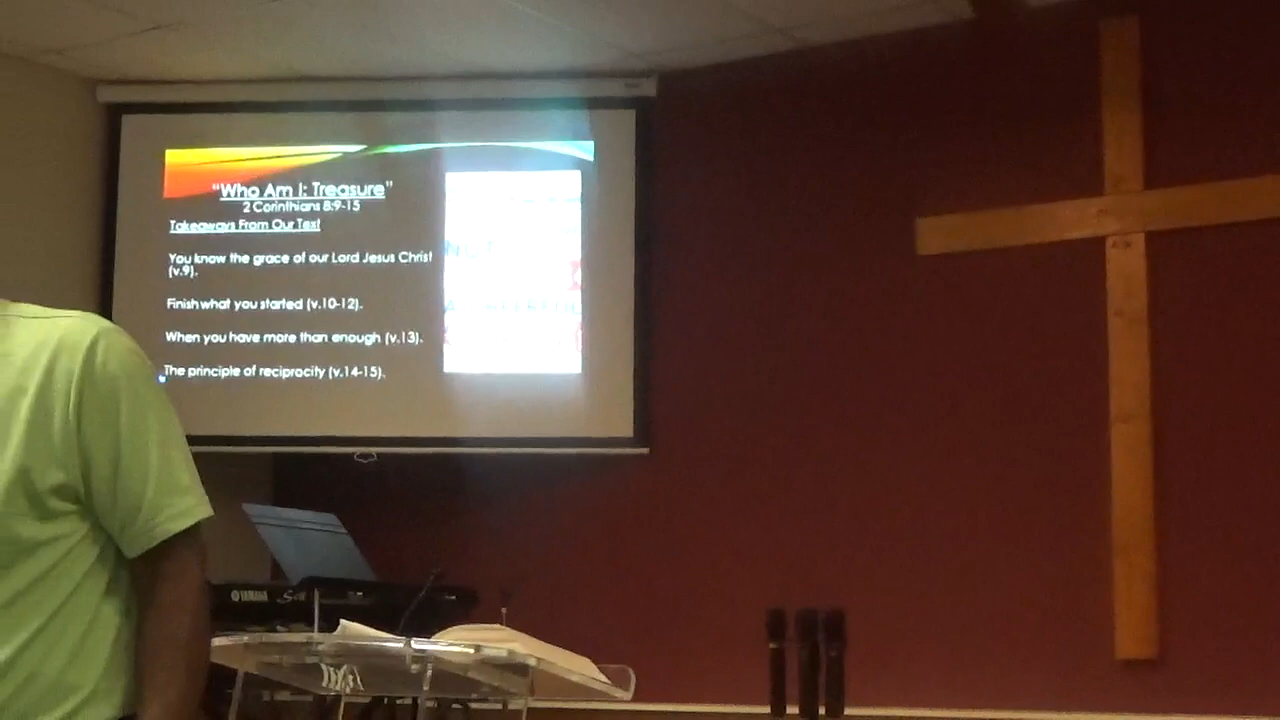 "Who Am I: Treasure"
2 Corinthians 8:9-15
Takeaways From Our Text
You know the grace of our Lord Jesus Christ
(v.9).
Finish what you started (v.10-12).
When you have more than enough (v.13).
The principle of reciprocity (v.14-15).
YAMAHA